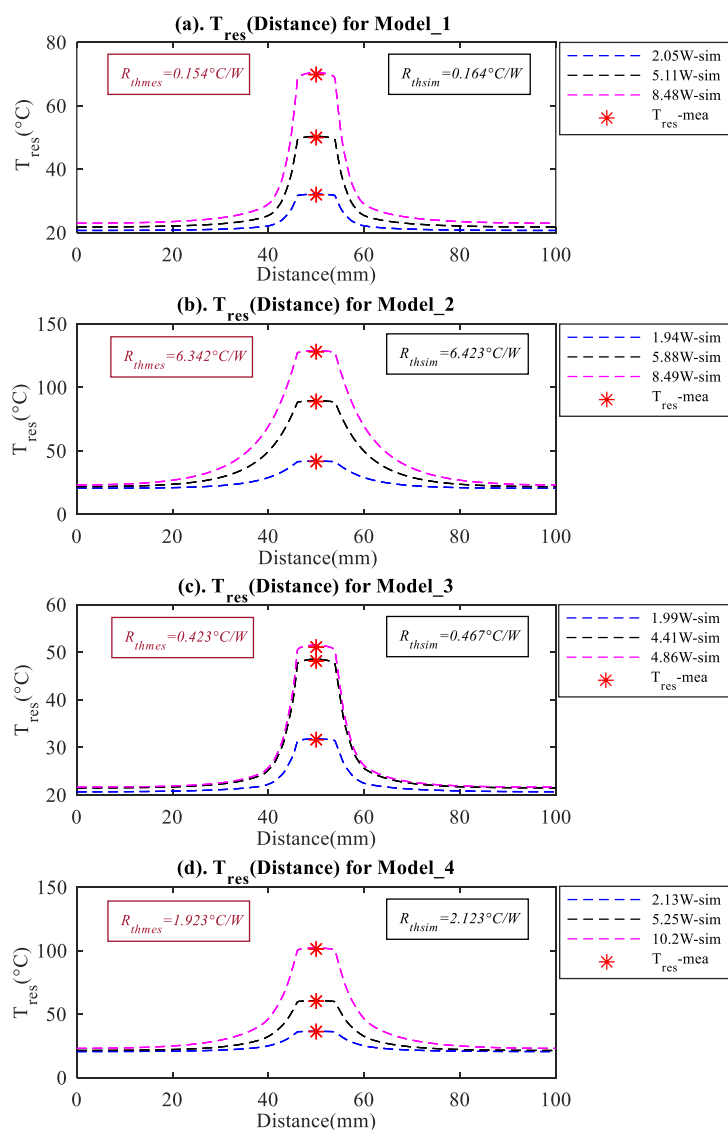 (a). T_res(Distance) for Model_1
80
60
40
20
T_res(°C)
R_thmes=0.154°C/W
R_thsim=0.164°C/W
2.05W-sim
5.11W-sim
8.48W-sim
T_res-mea
0 20 40 60 80 100
Distance(mm)
(b). T_res(Distance) for Model_2
150
100
50
0
T_res(°C)
R_thmes=6.342°C/W
R_thsim=6.423°C/W
1.94W-sim
5.88W-sim
8.49W-sim
T_res-mea
0 20 40 60 80 100
Distance(mm)
(c). T_res(Distance) for Model_3
60
50
40
30
20
T_res(°C)
R_thmes=0.423°C/W
R_thsim=0.467°C/W
1.99W-sim
4.41W-sim
4.86W-sim
T_res-mea
0 20 40 60 80 100
Distance(mm)
(d). T_res(Distance) for Model_4
150
100
50
0
T_res(°C)
R_thmes=1.923°C/W
R_thsim=2.123°C/W
2.13W-sim
5.25W-sim
10.2W-sim
T_res-mea
0 20 40 60 80 100
Distance(mm)